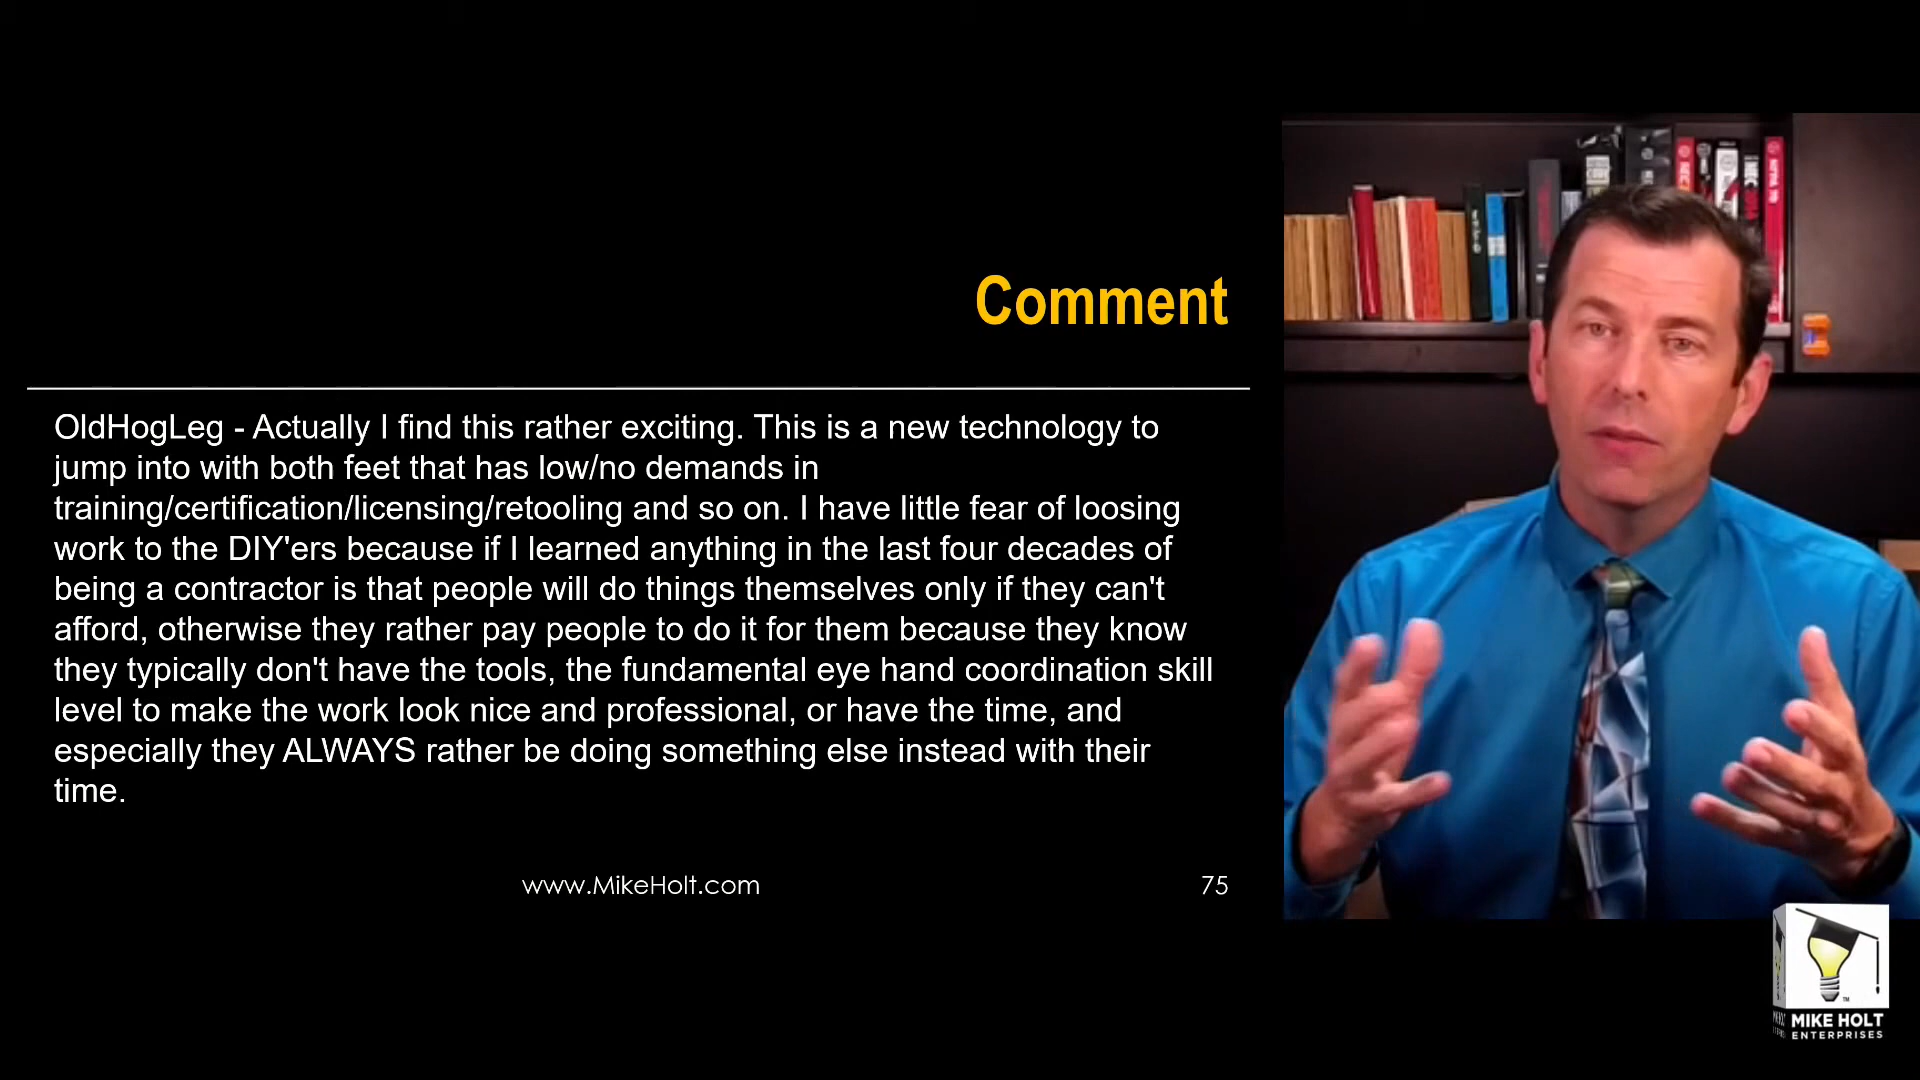 Comment
OldHogLeg - Actually I find this rather exciting. This is a new technology to
jump into with both feet that has low/no demands in
training/certification/licensing/retooling and so on. I have little fear of loosing
work to the DIY'ers because if I learned anything in the last four decades of
being a contractor is that people will do things themselves only if they can't
afford, otherwise they rather pay people to do it for them because they know
they typically don't have the tools, the fundamental eye hand coordination skill
level to make the work look nice and professional, or have the time, and
especially they ALWAYS rather be doing something else instead with their
time.
www.MikeHolt.com
75
TM
MIKE HOLT
ENTERPRISES